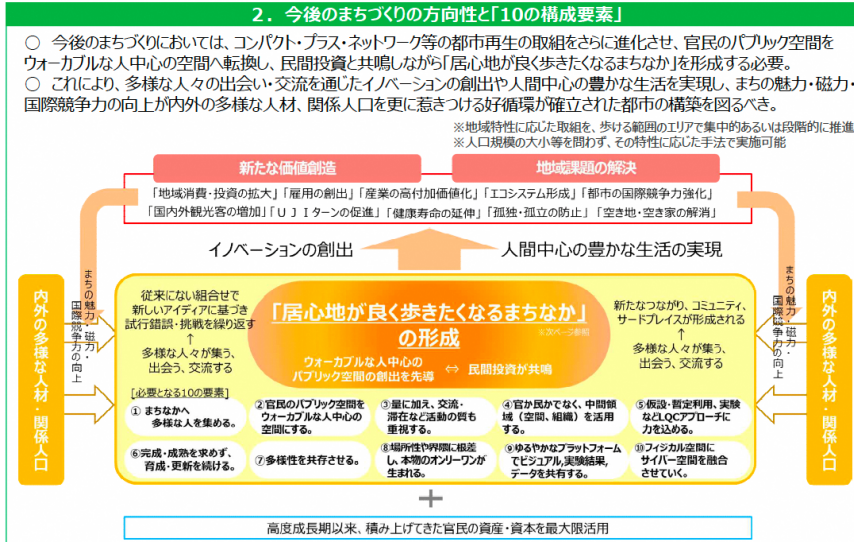 ２．今後のまちづくりの方向性と「10の構成要素」
○ 今後のまちづくりにおいては、コンパクト・プラス・ネットワーク等の都市再生の取組をさらに進化させ、官民のパブリック空間を
ウォーカブルな人中心の空間へ転換し、民間投資と共鳴しながら「居心地が良く歩きたくなるまちなか」を形成する必要。
○ これにより、多様な人々の出会い・交流を通じたイノベーションの創出や人間中心の豊かな生活を実現し、まちの魅力・磁力・
国際競争力の向上が内外の多様な人材、関係人口を更に惹きつける好循環が確立された都市の構築を図るべき。
※地域特性に応じた取組を、歩ける範囲のエリアで集中的あるいは段階的に推進
※人口規模の大小等を問わず、その特性に応じた手法で実施可能
新たな価値創造
地域課題の解決
「地域消費・投資の拡大」「雇用の創出」「産業の高付加価値化」「エコシステム形成」「都市の国際競争力強化」
「国内外観光客の増加」「ＵＪＩターンの促進」「健康寿命の延伸」「孤独・孤立の防止」「空き地・空き家の解消」
イノベーションの創出
人間中心の豊かな生活の実現
内外の多様な人材・関係人口
まちの魅力・磁力・
国際競争力の向上
従来にない組合せで
新しいアイディアに基づき
試行錯誤・挑戦を繰り返す
↑
多様な人々が集う、
出会う、交流する
「居心地が良く歩きたくなるまちなか」
の形成
※次ページ参照
ウォーカブルな人中心の
パブリック空間の創出を先導
⇔ 民間投資が共鳴
新たなつながり、コミュニティ、
サードプレイスが形成される
↑
多様な人々が集う、
出会う、交流する
まちの魅力・磁力・
国際競争力の向上
内外の多様な人材・関係人口
[必要となる10の要素]
① まちなかへ
多様な人を集める。
②官民のパブリック空間を
ウォーカブルな人中心の
空間にする。
③量に加え、交流・
滞在など活動の質も
重視する。
④官か民かでなく、中間領
域（空間、組織）を活用
する。
⑤仮設・暫定利用、実験
などLQCアプローチに
力を込める。
⑥完成・成熟を求めず、
育成・更新を続ける。
⑦多様性を共存させる。
⑧場所性や界隈に根差
し、本物のオンリーワンが
生まれる。
⑨ゆるやかなプラットフォーム
でビジュアル,実験結果,
データを共有する。
⑩フィジカル空間に
サイバー空間を融合
させていく。
＋
高度成長期以来、積み上げてきた官民の資産・資本を最大限活用